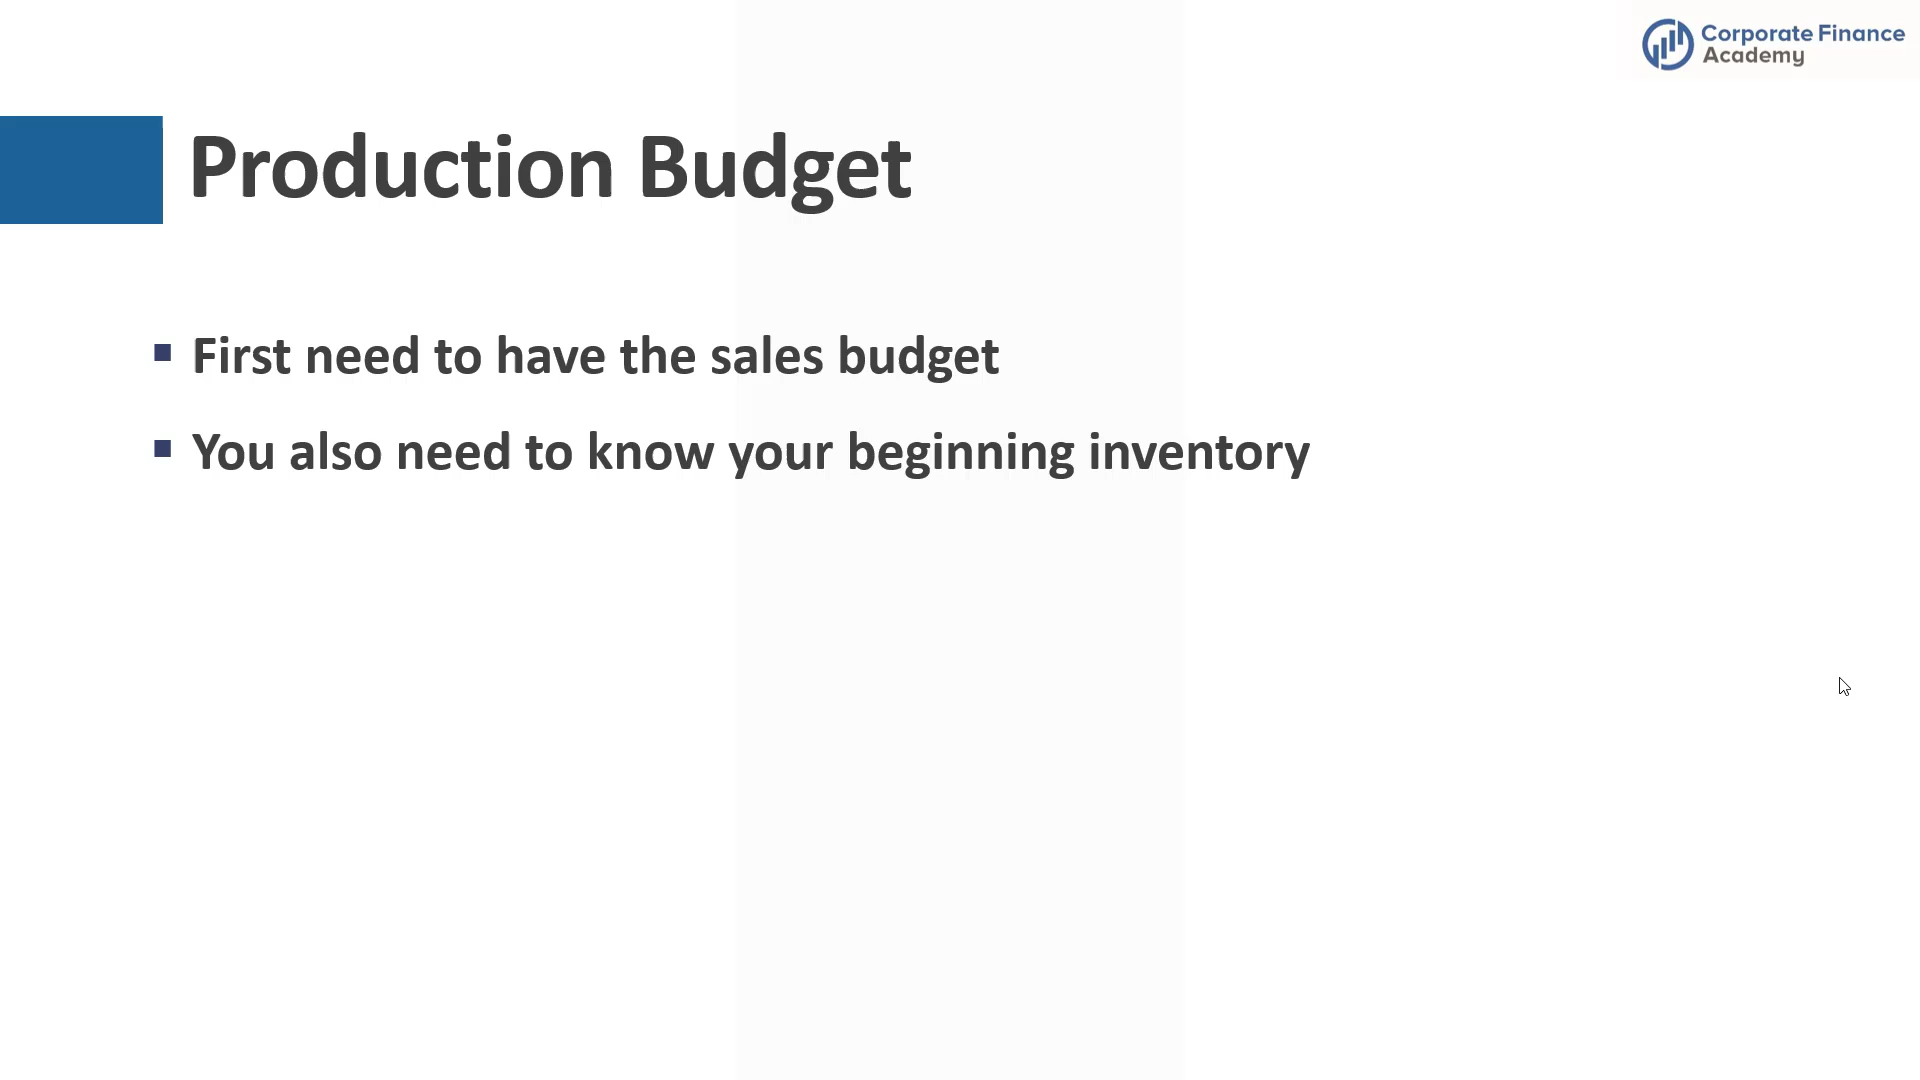 Corporate Finance
Academy
Production Budget
First need to have the sales budget
You also need to know your beginning inventory